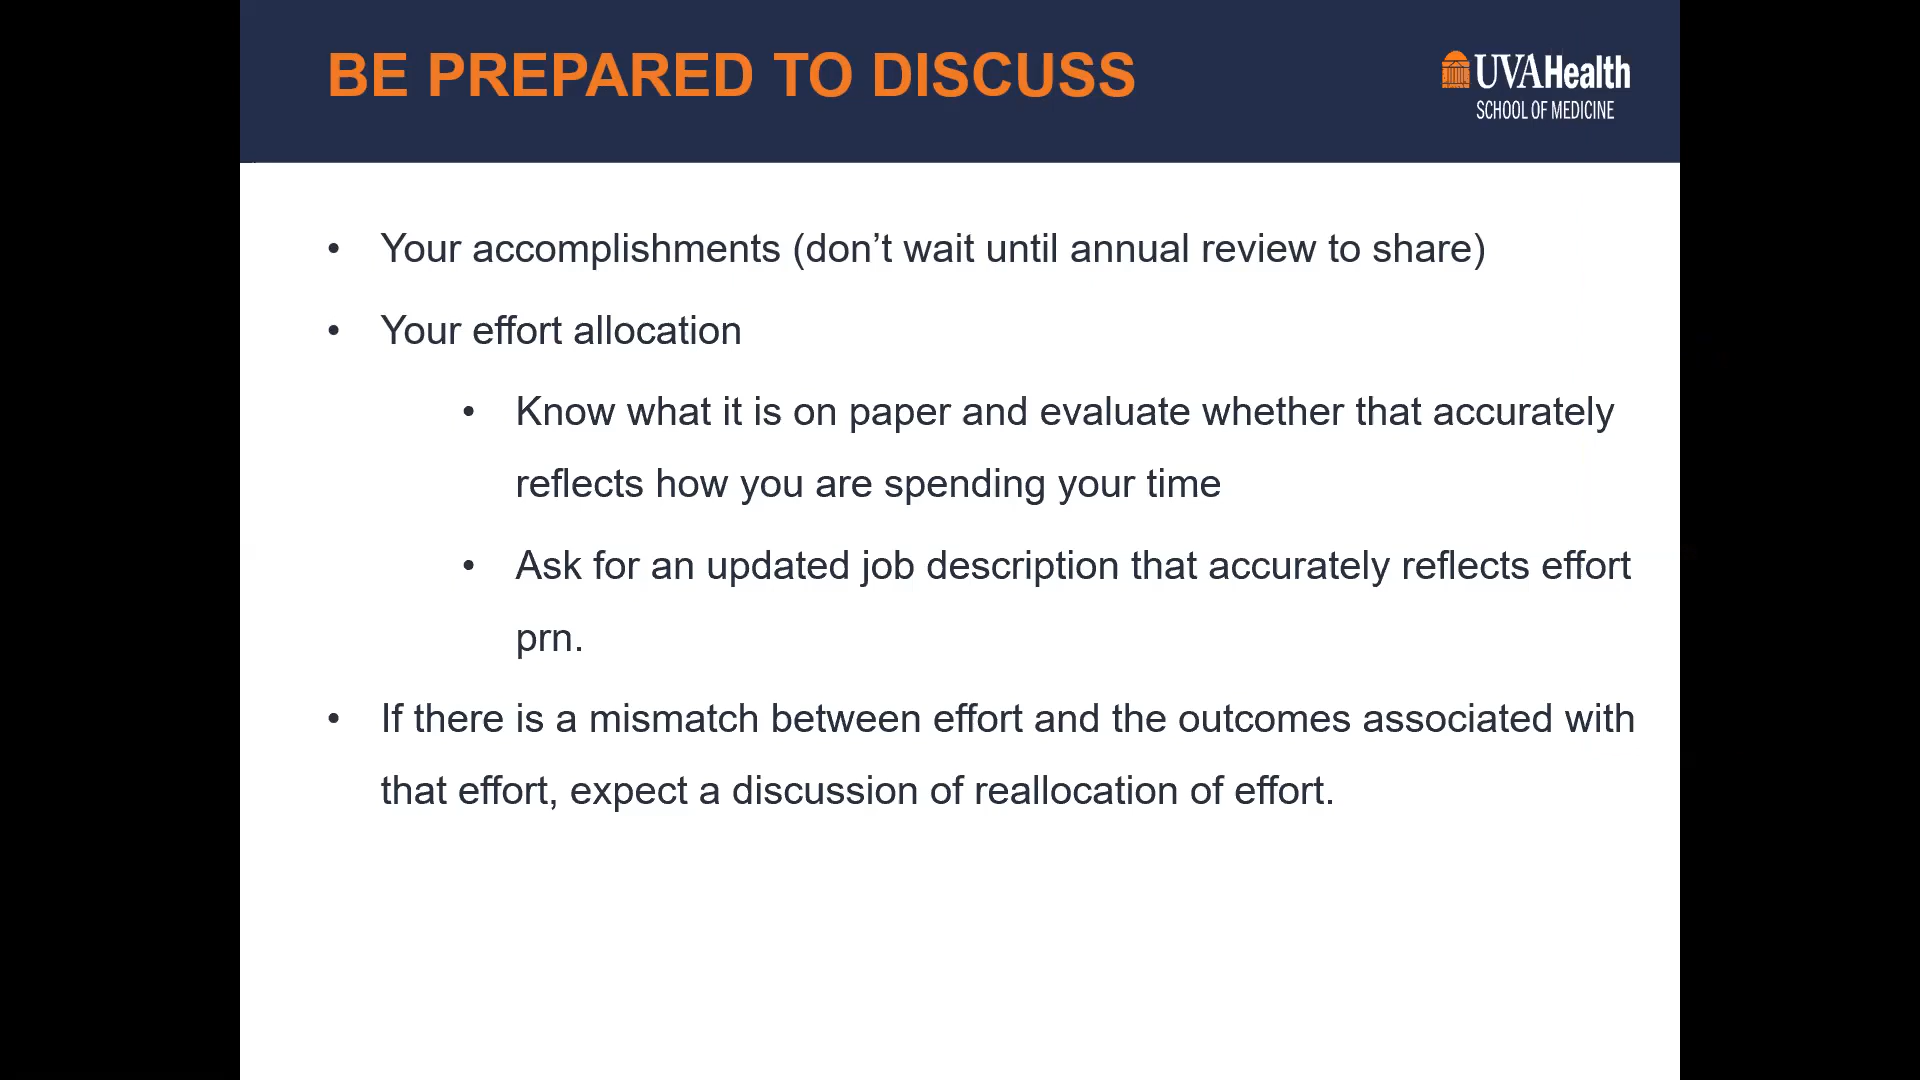 BE PREPARED TO DISCUSS
UVAHealth
SCHOOL OF MEDICINE
• Your accomplishments (don’t wait until annual review to share)
• Your effort allocation
• Know what it is on paper and evaluate whether that accurately
reflects how you are spending your time
• Ask for an updated job description that accurately reflects effort
prn.
• If there is a mismatch between effort and the outcomes associated with
that effort, expect a discussion of reallocation of effort.